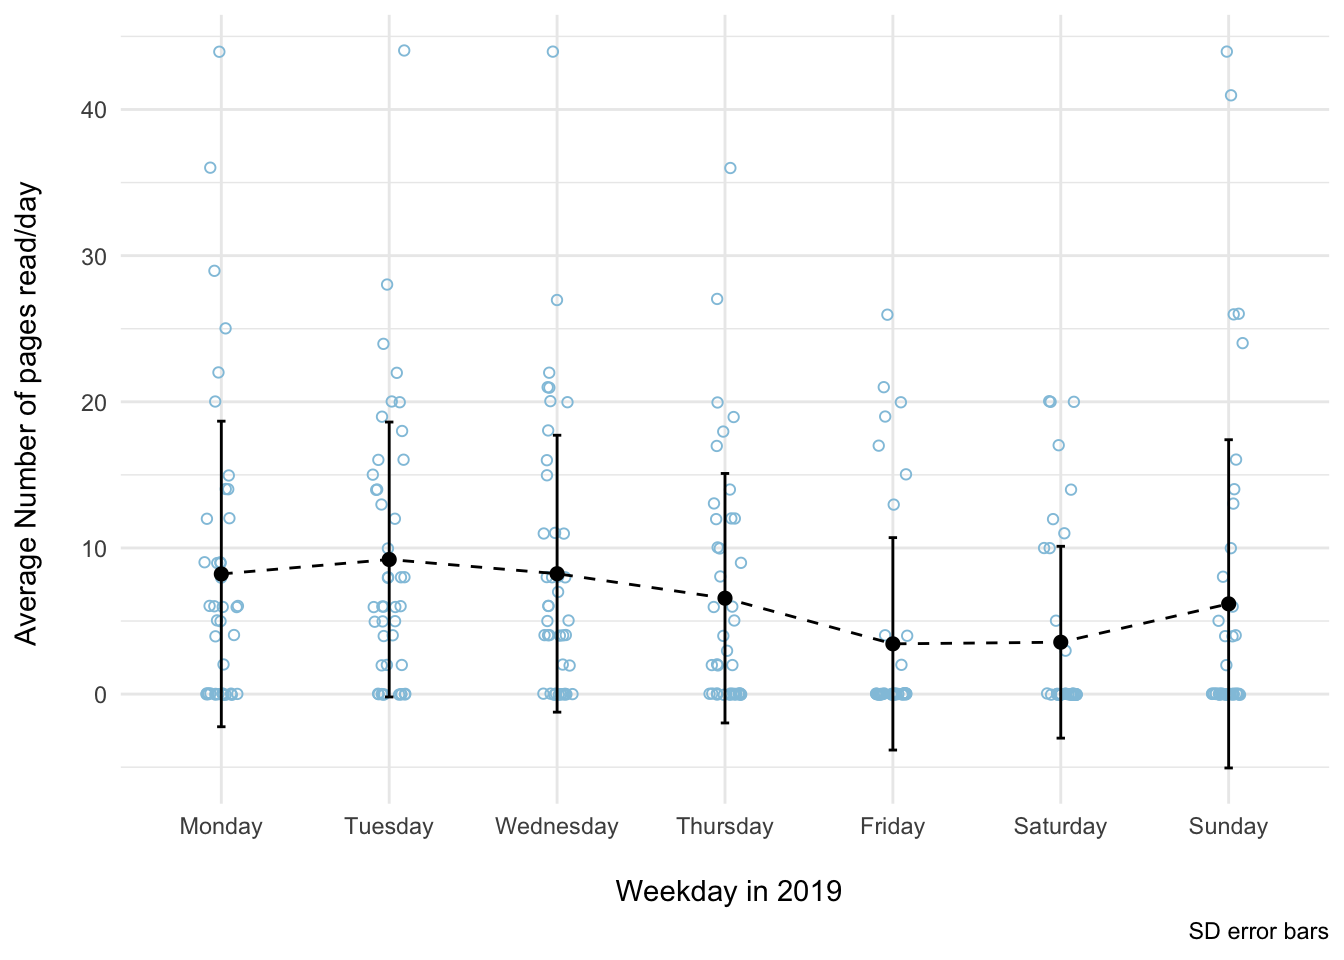 Average Number of pages read/day
40
30
20
10
0
Monday Tuesday Wednesday Thursday Friday Saturday Sunday
Weekday in 2019
SD error bars